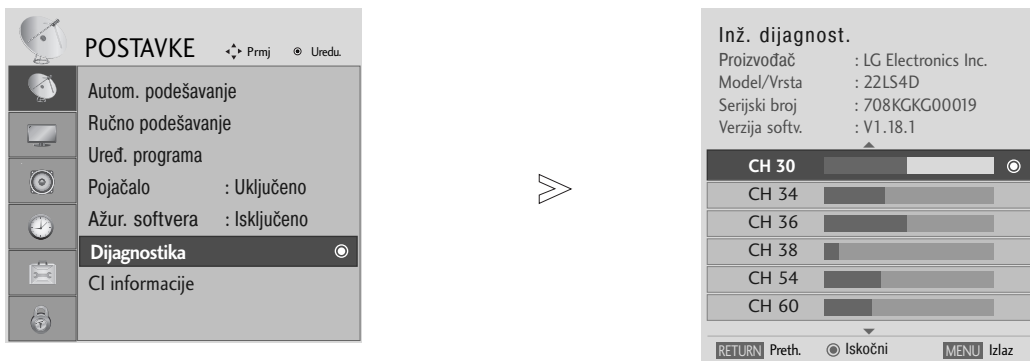 POSTAVKE Prmj Uredu.
Autom. podešavanje
Ručno podešavanje
Uređ. programa
Pojačalo : Uključeno
Ažur. softvera : Isključeno
Dijagnostika
CI informacije
Inž. dijagnost.
Proizvođač : LG Electronics Inc.
Model/Vrsta : 22LS4D
Serijski broj : 708KGKG00019
Verzija softv. : V1.18.1
CH 30
CH 34
CH 36
CH 38
CH 54
CH 60
RETURN Preth. Iskočni MENU Izlaz